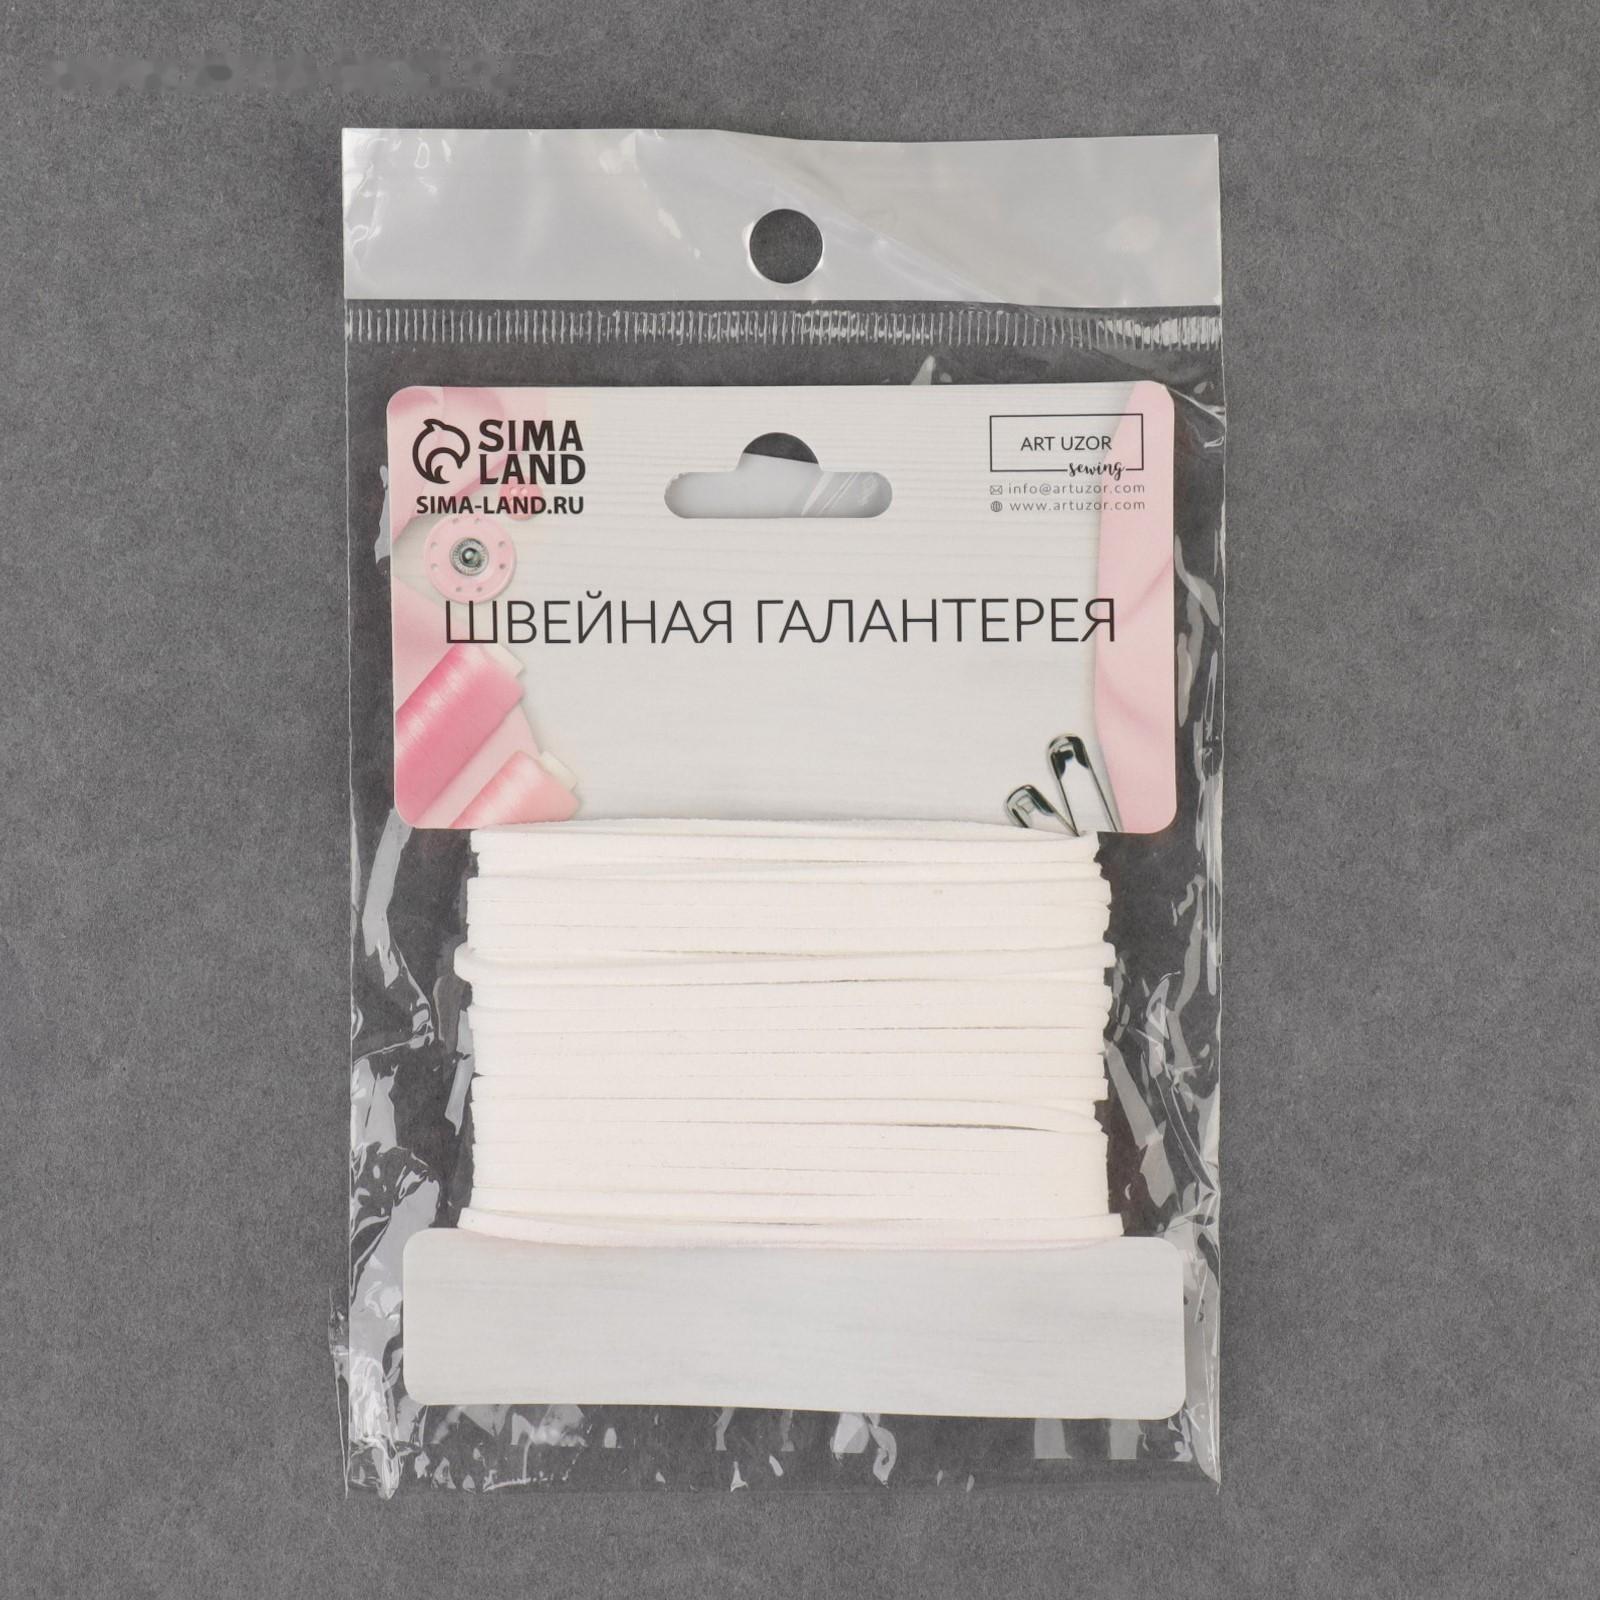 SIMA
LAND
SIMA-LAND.RU
ART UZOR
sewing
info@artuzor.com
www.artuzor.com
ШВЕЙНАЯ ГАЛАНТЕРЕЯ